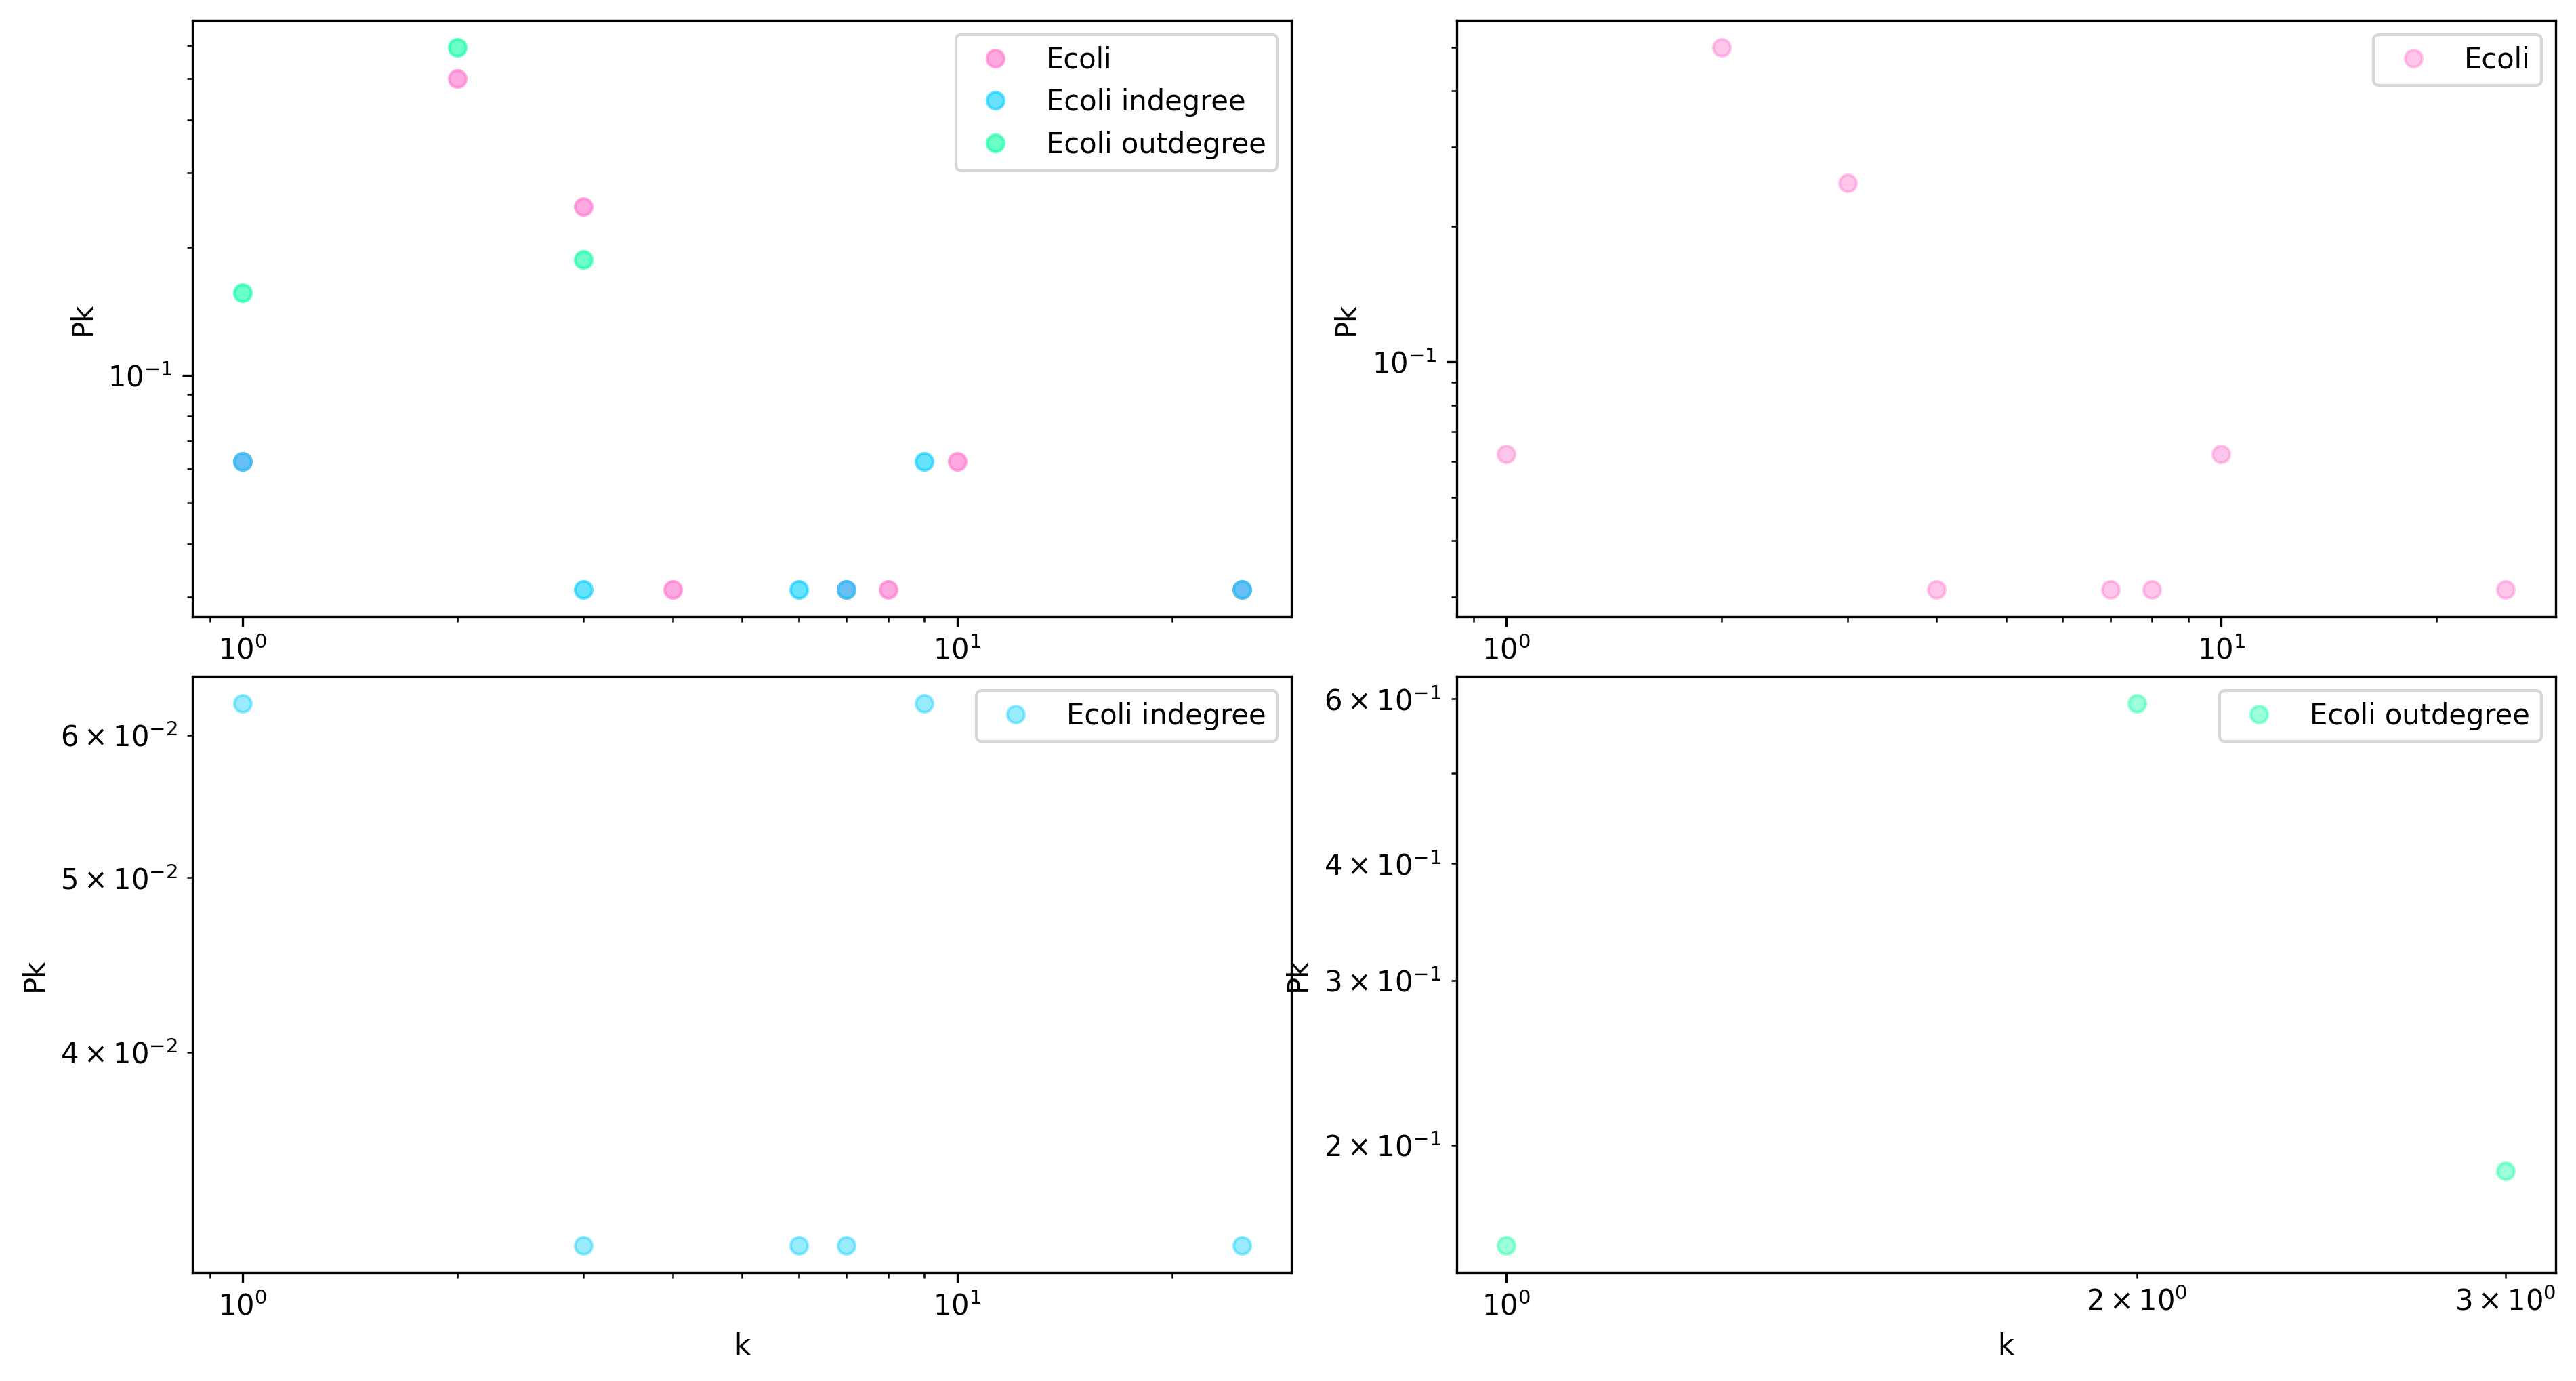 Pk
10⁻¹
10⁰
10¹
Ecoli
Ecoli indegree
Ecoli outdegree
Pk
10⁻¹
10⁰
10¹
Ecoli
Pk
6 × 10⁻²
5 × 10⁻²
4 × 10⁻²
10⁰
10¹
k
Ecoli indegree
Pk
6 × 10⁻¹
4 × 10⁻¹
3 × 10⁻¹
2 × 10⁻¹
10⁰
2 × 10⁰
3 × 10⁰
k
Ecoli outdegree